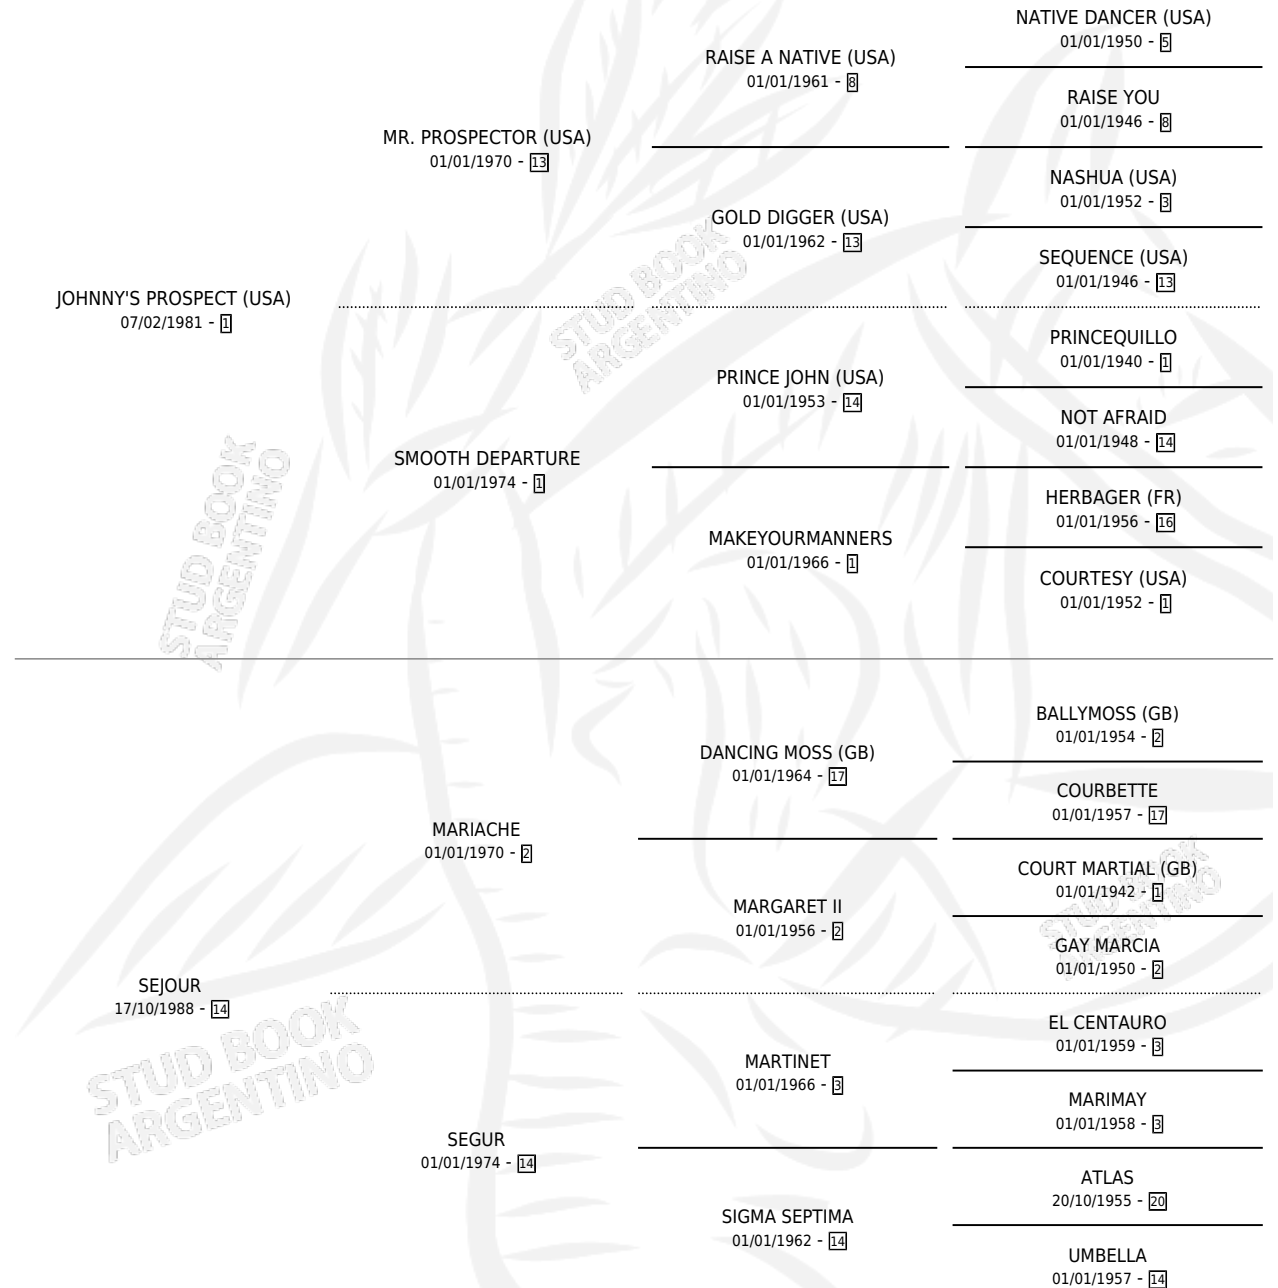 NATIVE DANCER (USA)
01/01/1950 - 5
RAISE A NATIVE (USA)
01/01/1961 - 8
RAISE YOU
01/01/1946 - 8
MR. PROSPECTOR (USA)
01/01/1970 - 13
NASHUA (USA)
01/01/1952 - 3
GOLD DIGGER (USA)
01/01/1962 - 13
SEQUENCE (USA)
01/01/1946 - 13
JOHNNY'S PROSPECT (USA)
07/02/1981 - 1
PRINCEQUILLO
01/01/1940 - 1
PRINCE JOHN (USA)
01/01/1953 - 14
NOT AFRAID
01/01/1948 - 14
SMOOTH DEPARTURE
01/01/1974 - 1
HERBAGER (FR)
01/01/1956 - 16
MAKEYOURMANNERS
01/01/1966 - 1
COURTESY (USA)
01/01/1952 - 1
BALLYMOSS (GB)
01/01/1954 - 2
DANCING MOSS (GB)
01/01/1964 - 17
COURBETTE
01/01/1957 - 17
MARIACHE
01/01/1970 - 2
COURT MARTIAL (GB)
01/01/1942 - 1
MARGARET II
01/01/1956 - 2
GAY MARCIA
01/01/1950 - 2
SEJOUR
17/10/1988 - 14
EL CENTAURO
01/01/1959 - 3
MARTINET
01/01/1966 - 3
MARIMAY
01/01/1958 - 3
SEGUR
01/01/1974 - 14
ATLAS
20/10/1955 - 20
SIGMA SEPTIMA
01/01/1962 - 14
UMBELLA
01/01/1957 - 14
STUD BOOK
ARGENTINO
STUD BOOK
ARGENTINO
STUD BOOK
ARGENTINO
STUD BOOK
ARGENTINO